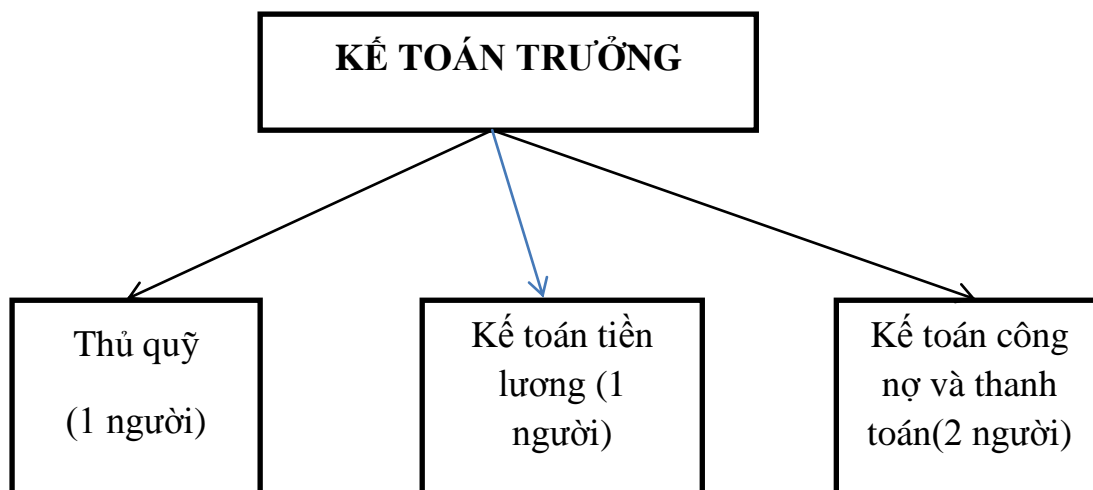 KẾ TOÁN TRƯỞNG
Thủ quỹ
(1 người)
Kế toán tiền
lương (1
người)
Kế toán công
nợ và thanh
toán(2 người)